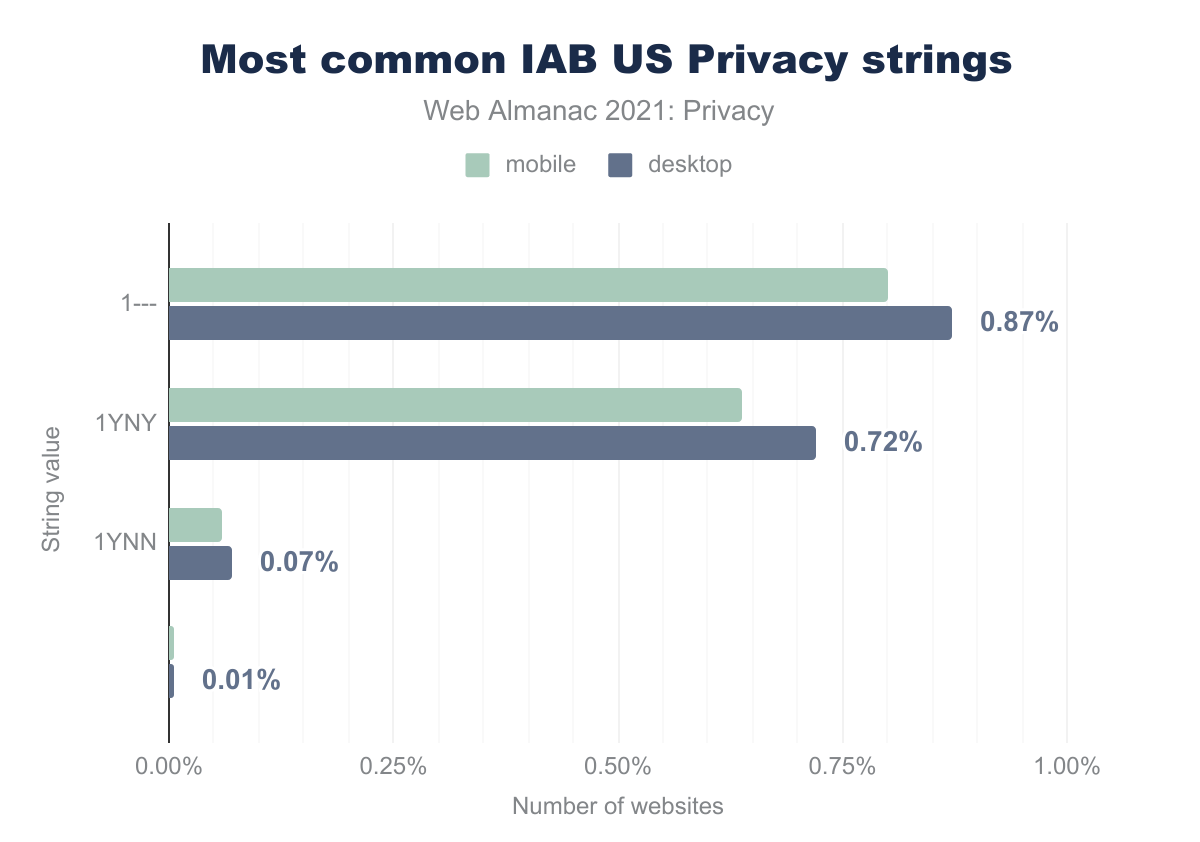 Most common IAB US Privacy strings
Web Almanac 2021: Privacy
mobile desktop
String value
1---
0.87%
1YNY
0.72%
1YNN
0.07%
0.01%
0.00% 0.25% 0.50% 0.75% 1.00%
Number of websites